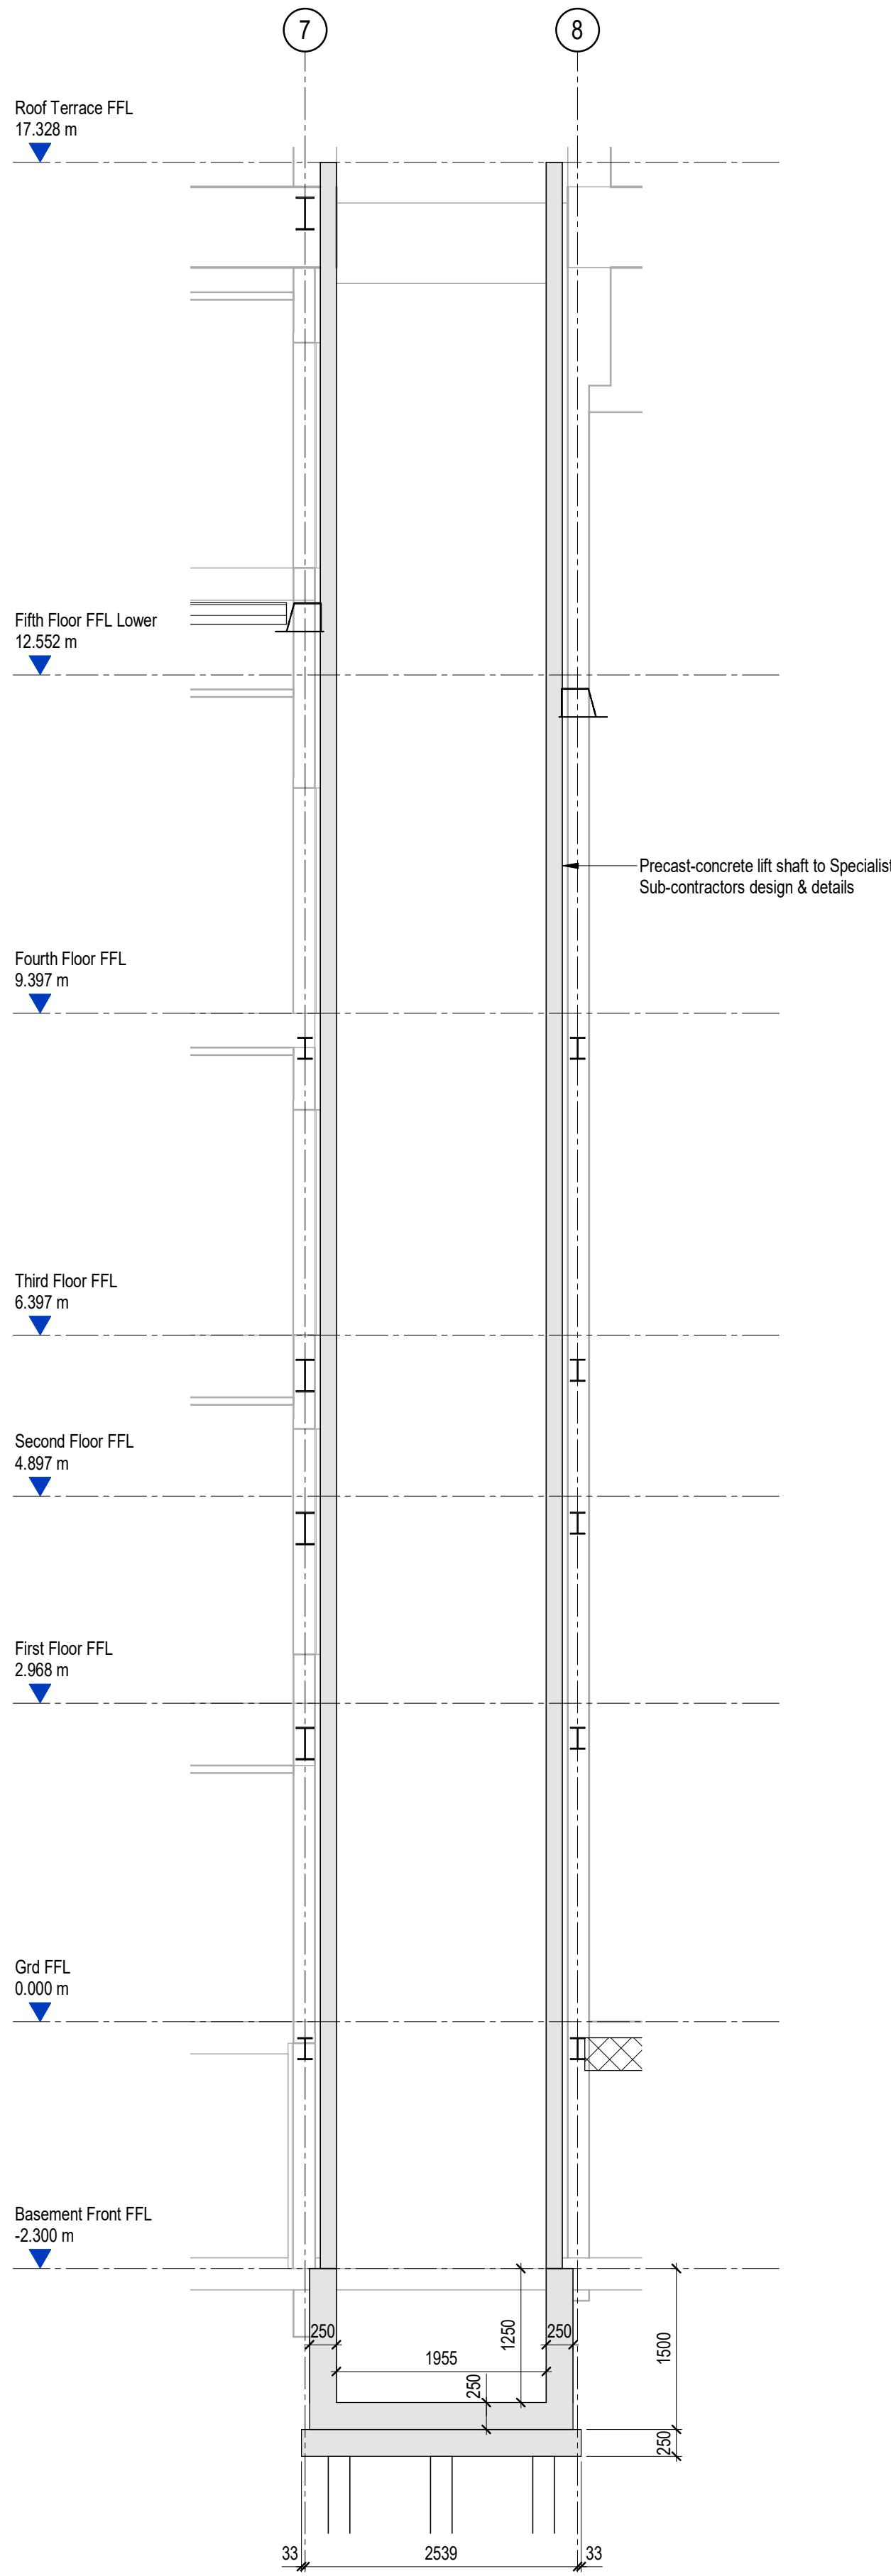 7
8
Roof Terrace FFL
17.328 m
Fifth Floor FFL Lower
12.552 m
Precast-concrete lift shaft to Specialist
Sub-contractors design & details
Fourth Floor FFL
9.397 m
Third Floor FFL
6.397 m
Second Floor FFL
4.897 m
First Floor FFL
2.968 m
Grd FFL
0.000 m
Basement Front FFL
-2.300 m
250
1955
250
1250
250
1500
250
33
2539
33